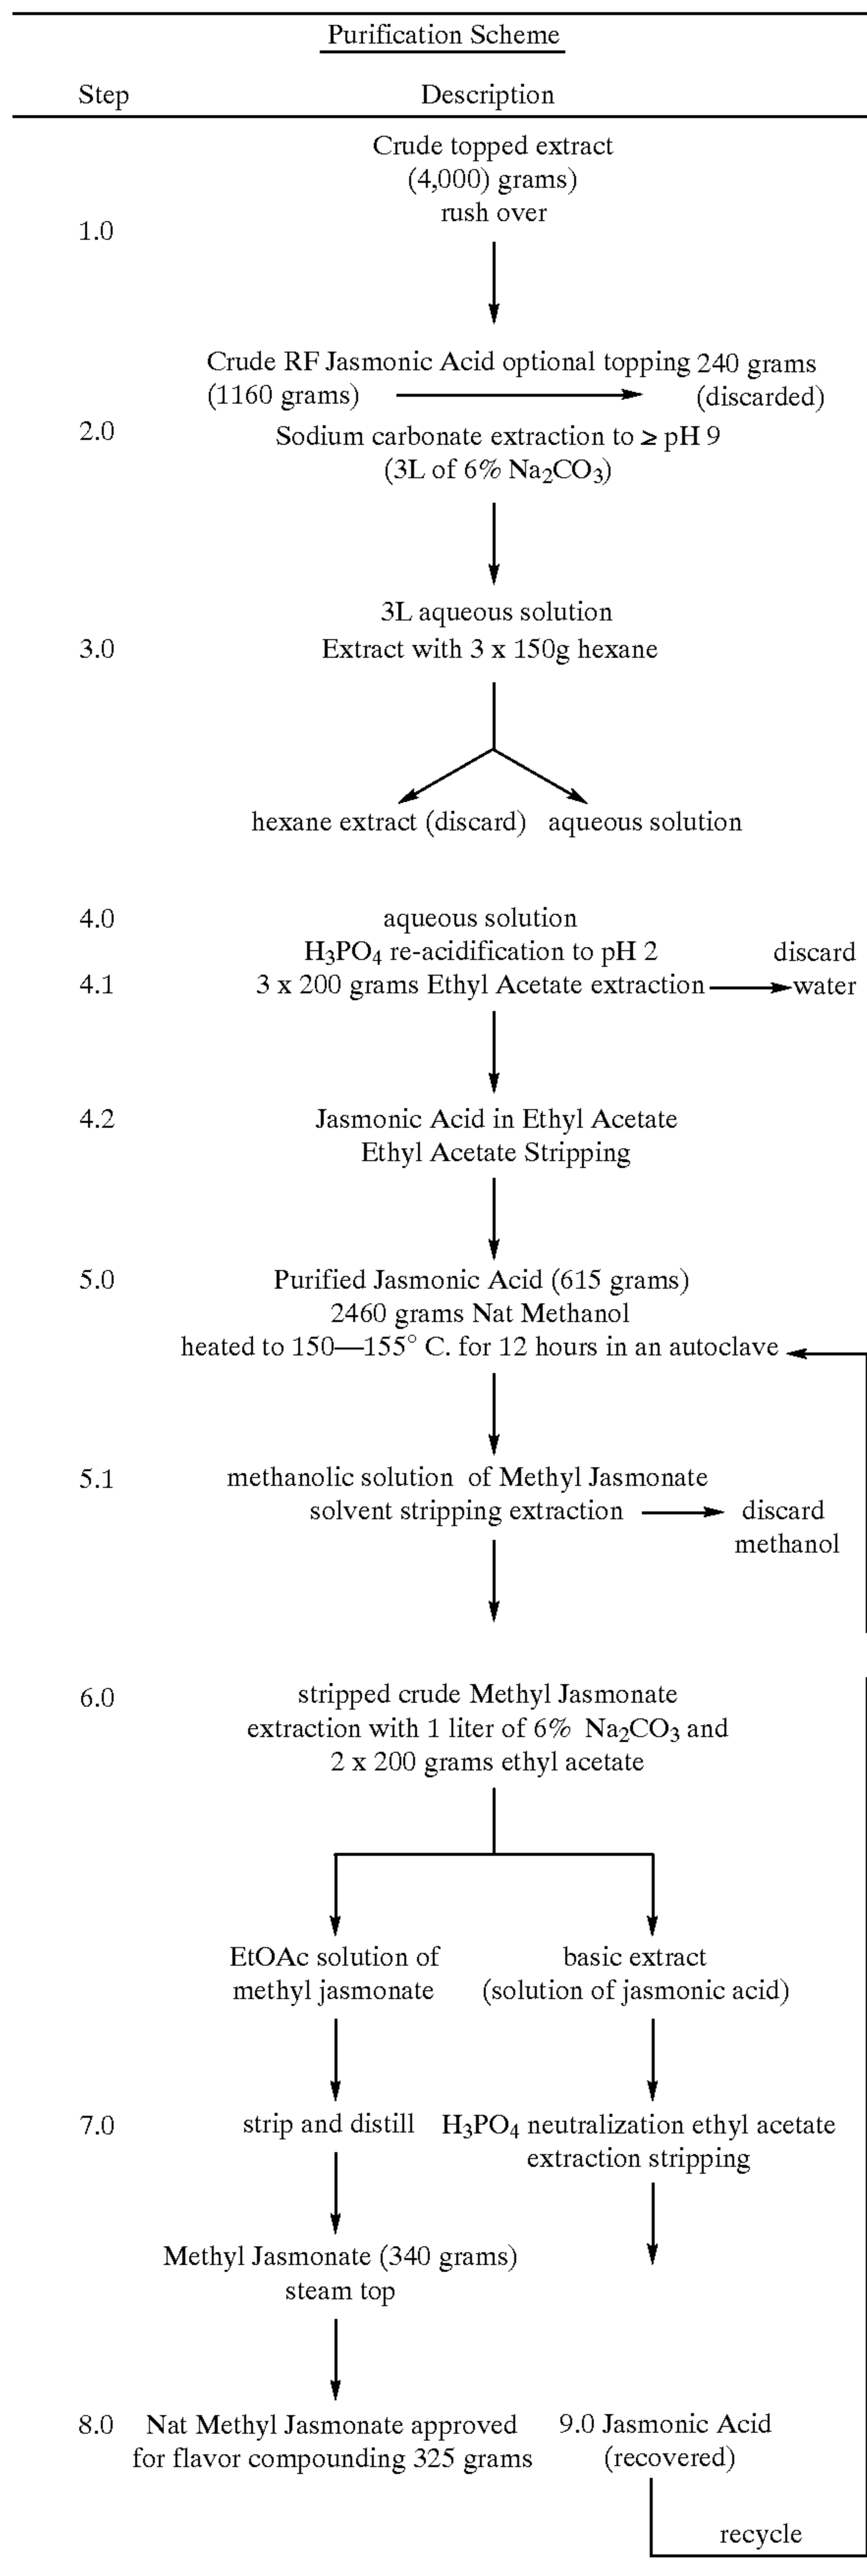 Purification Scheme
Step Description
Crude topped extract
(4,000) grams)
rush over
1.0
Crude RF Jasmonic Acid optional topping 240 grams
(1160 grams) (discarded)
2.0 Sodium carbonate extraction to ≥ pH 9
(3L of 6% Na₂CO₃)
3L aqueous solution
3.0 Extract with 3 x 150g hexane
hexane extract (discard) aqueous solution
4.0 aqueous solution
H₃PO₄ re-acidification to pH 2 discard
4.1 3 x 200 grams Ethyl Acetate extraction water
4.2 Jasmonic Acid in Ethyl Acetate
Ethyl Acetate Stripping
5.0 Purified Jasmonic Acid (615 grams)
2460 grams Nat Methanol
heated to 150—155° C. for 12 hours in an autoclave
5.1 methanolic solution of Methyl Jasmonate
solvent stripping extraction discard
methanol
6.0 stripped crude Methyl Jasmonate
extraction with 1 liter of 6% Na₂CO₃ and
2 x 200 grams ethyl acetate
EtOAc solution of basic extract
methyl jasmonate (solution of jasmonic acid)
7.0 strip and distill H₃PO₄ neutralization ethyl acetate
extraction stripping
Methyl Jasmonate (340 grams)
steam top
8.0 Nat Methyl Jasmonate approved 9.0 Jasmonic Acid
for flavor compounding 325 grams (recovered)
recycle